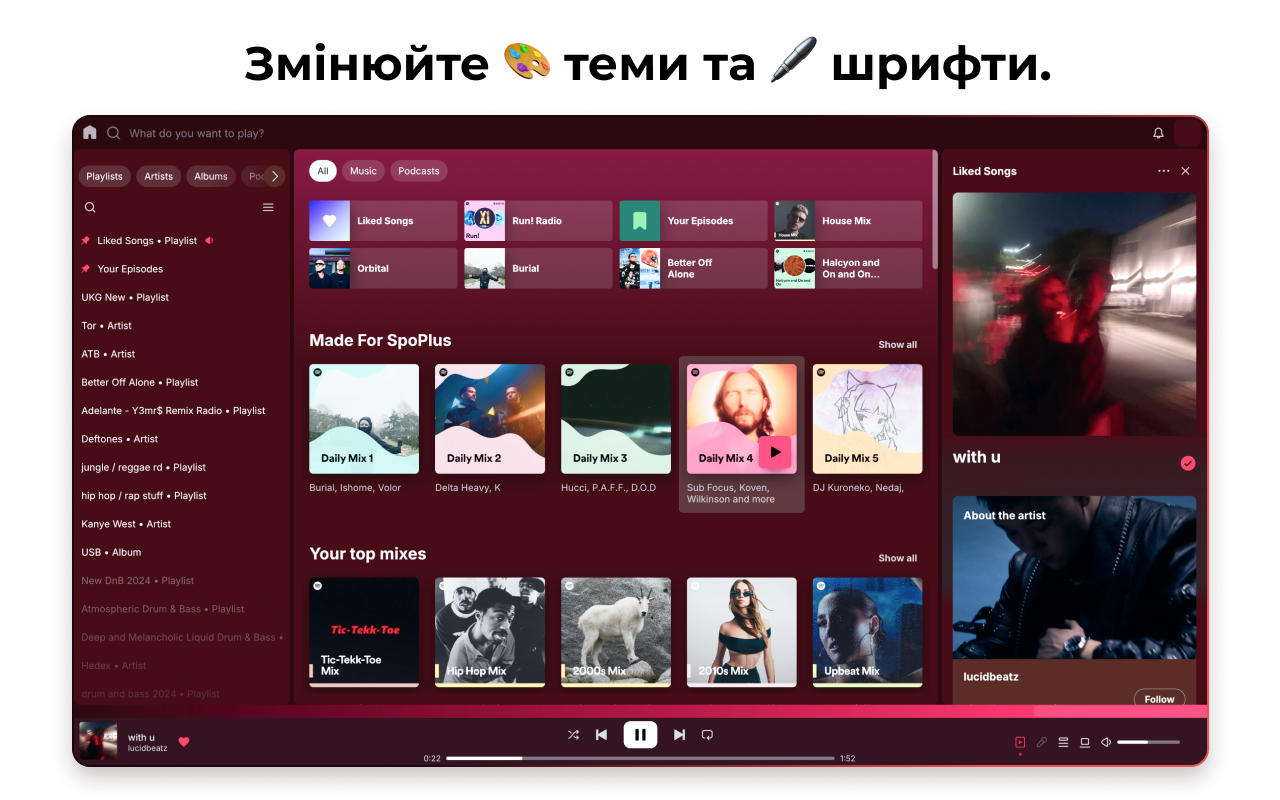 Змінюйте 🎨 теми та 🖊 шрифти.
What do you want to play?
Playlists
Artists
Albums
Liked Songs • Playlist
Your Episodes
UKG New • Playlist
Tor • Artist
ATB • Artist
Better Off Alone • Playlist
Adelante - Y3mr$ Remix Radio • Playlist
Deftones • Artist
jungle / reggae rd • Playlist
hip hop / rap stuff • Playlist
Kanye West • Artist
USB • Album
New DnB 2024 • Playlist
Atmospheric Drum & Bass • Playlist
Deep and Melancholic Liquid Drum & Bass •
Hedex • Artist
drum and bass 2024 • Playlist
All
Music
Podcasts
Liked Songs
Run!
Run! Radio
Your Episodes
House Mix
House Mix
Orbital
Burial
Better Off
Alone
Halcyon and On and
On
Halcyon and
On and On...
Made For SpoPlus
Show all
Daily Mix 1
Daily Mix 2
Daily Mix 3
Daily Mix 4
Daily Mix 5
Burial, Ishome, Volor
Delta Heavy, K
Hucci, P.A.F.F., D.O.D
Sub Focus, Koven,
Wilkinson and more
DJ Kuroneko, Nedaj,
Your top mixes
Show all
Tic-Tekk-Toe
Tic-Tekk-Toe
Mix
Hip Hop Mix
2000s Mix
2010s Mix
Upbeat Mix
Liked Songs
with u
About the artist
lucidbeatz
Follow
with u
lucidbeatz
0:22
1:52